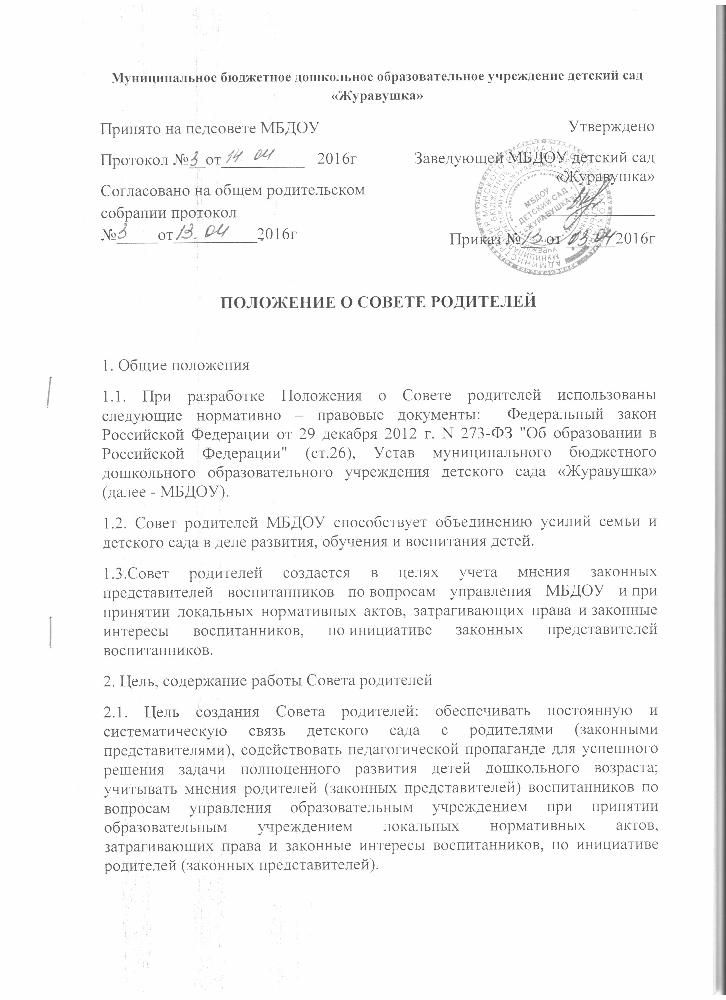 Муниципальное бюджетное дошкольное образовательное учреждение детский сад
«Журавушка»
Принято на педсовете МБДОУ
Протокол №3 от 14 04 2016г
Согласовано на общем родительском
собрании протокол
№3 от 13. 04 2016г
Утверждено
Заведующей МБДОУ детский сад
«Журавушка»
МБДОУ
ДЕТСКИЙ САД
«ЖУРАВУШКА»
Приказ №13 от 03 04 2016г
ПОЛОЖЕНИЕ О СОВЕТЕ РОДИТЕЛЕЙ
1. Общие положения
1.1. При разработке Положения о Совете родителей использованы
следующие нормативно – правовые документы: Федеральный закон
Российской Федерации от 29 декабря 2012 г. N 273-ФЗ "Об образовании в
Российской Федерации" (ст.26), Устав муниципального бюджетного
дошкольного образовательного учреждения детского сада «Журавушка»
(далее - МБДОУ).
1.2. Совет родителей МБДОУ способствует объединению усилий семьи и
детского сада в деле развития, обучения и воспитания детей.
1.3.Совет родителей создается в целях учета мнения законных
представителей воспитанников по вопросам управления МБДОУ и при
принятии локальных нормативных актов, затрагивающих права и законные
интересы воспитанников, по инициативе законных представителей
воспитанников.
2. Цель, содержание работы Совета родителей
2.1. Цель создания Совета родителей: обеспечивать постоянную и
систематическую связь детского сада с родителями (законными
представителями), содействовать педагогической пропаганде для успешного
решения задачи полноценного развития детей дошкольного возраста;
учитывать мнения родителей (законных представителей) воспитанников по
вопросам управления образовательным учреждением при принятии
образовательным учреждением локальных нормативных актов,
затрагивающих права и законные интересы воспитанников, по инициативе
родителей (законных представителей).